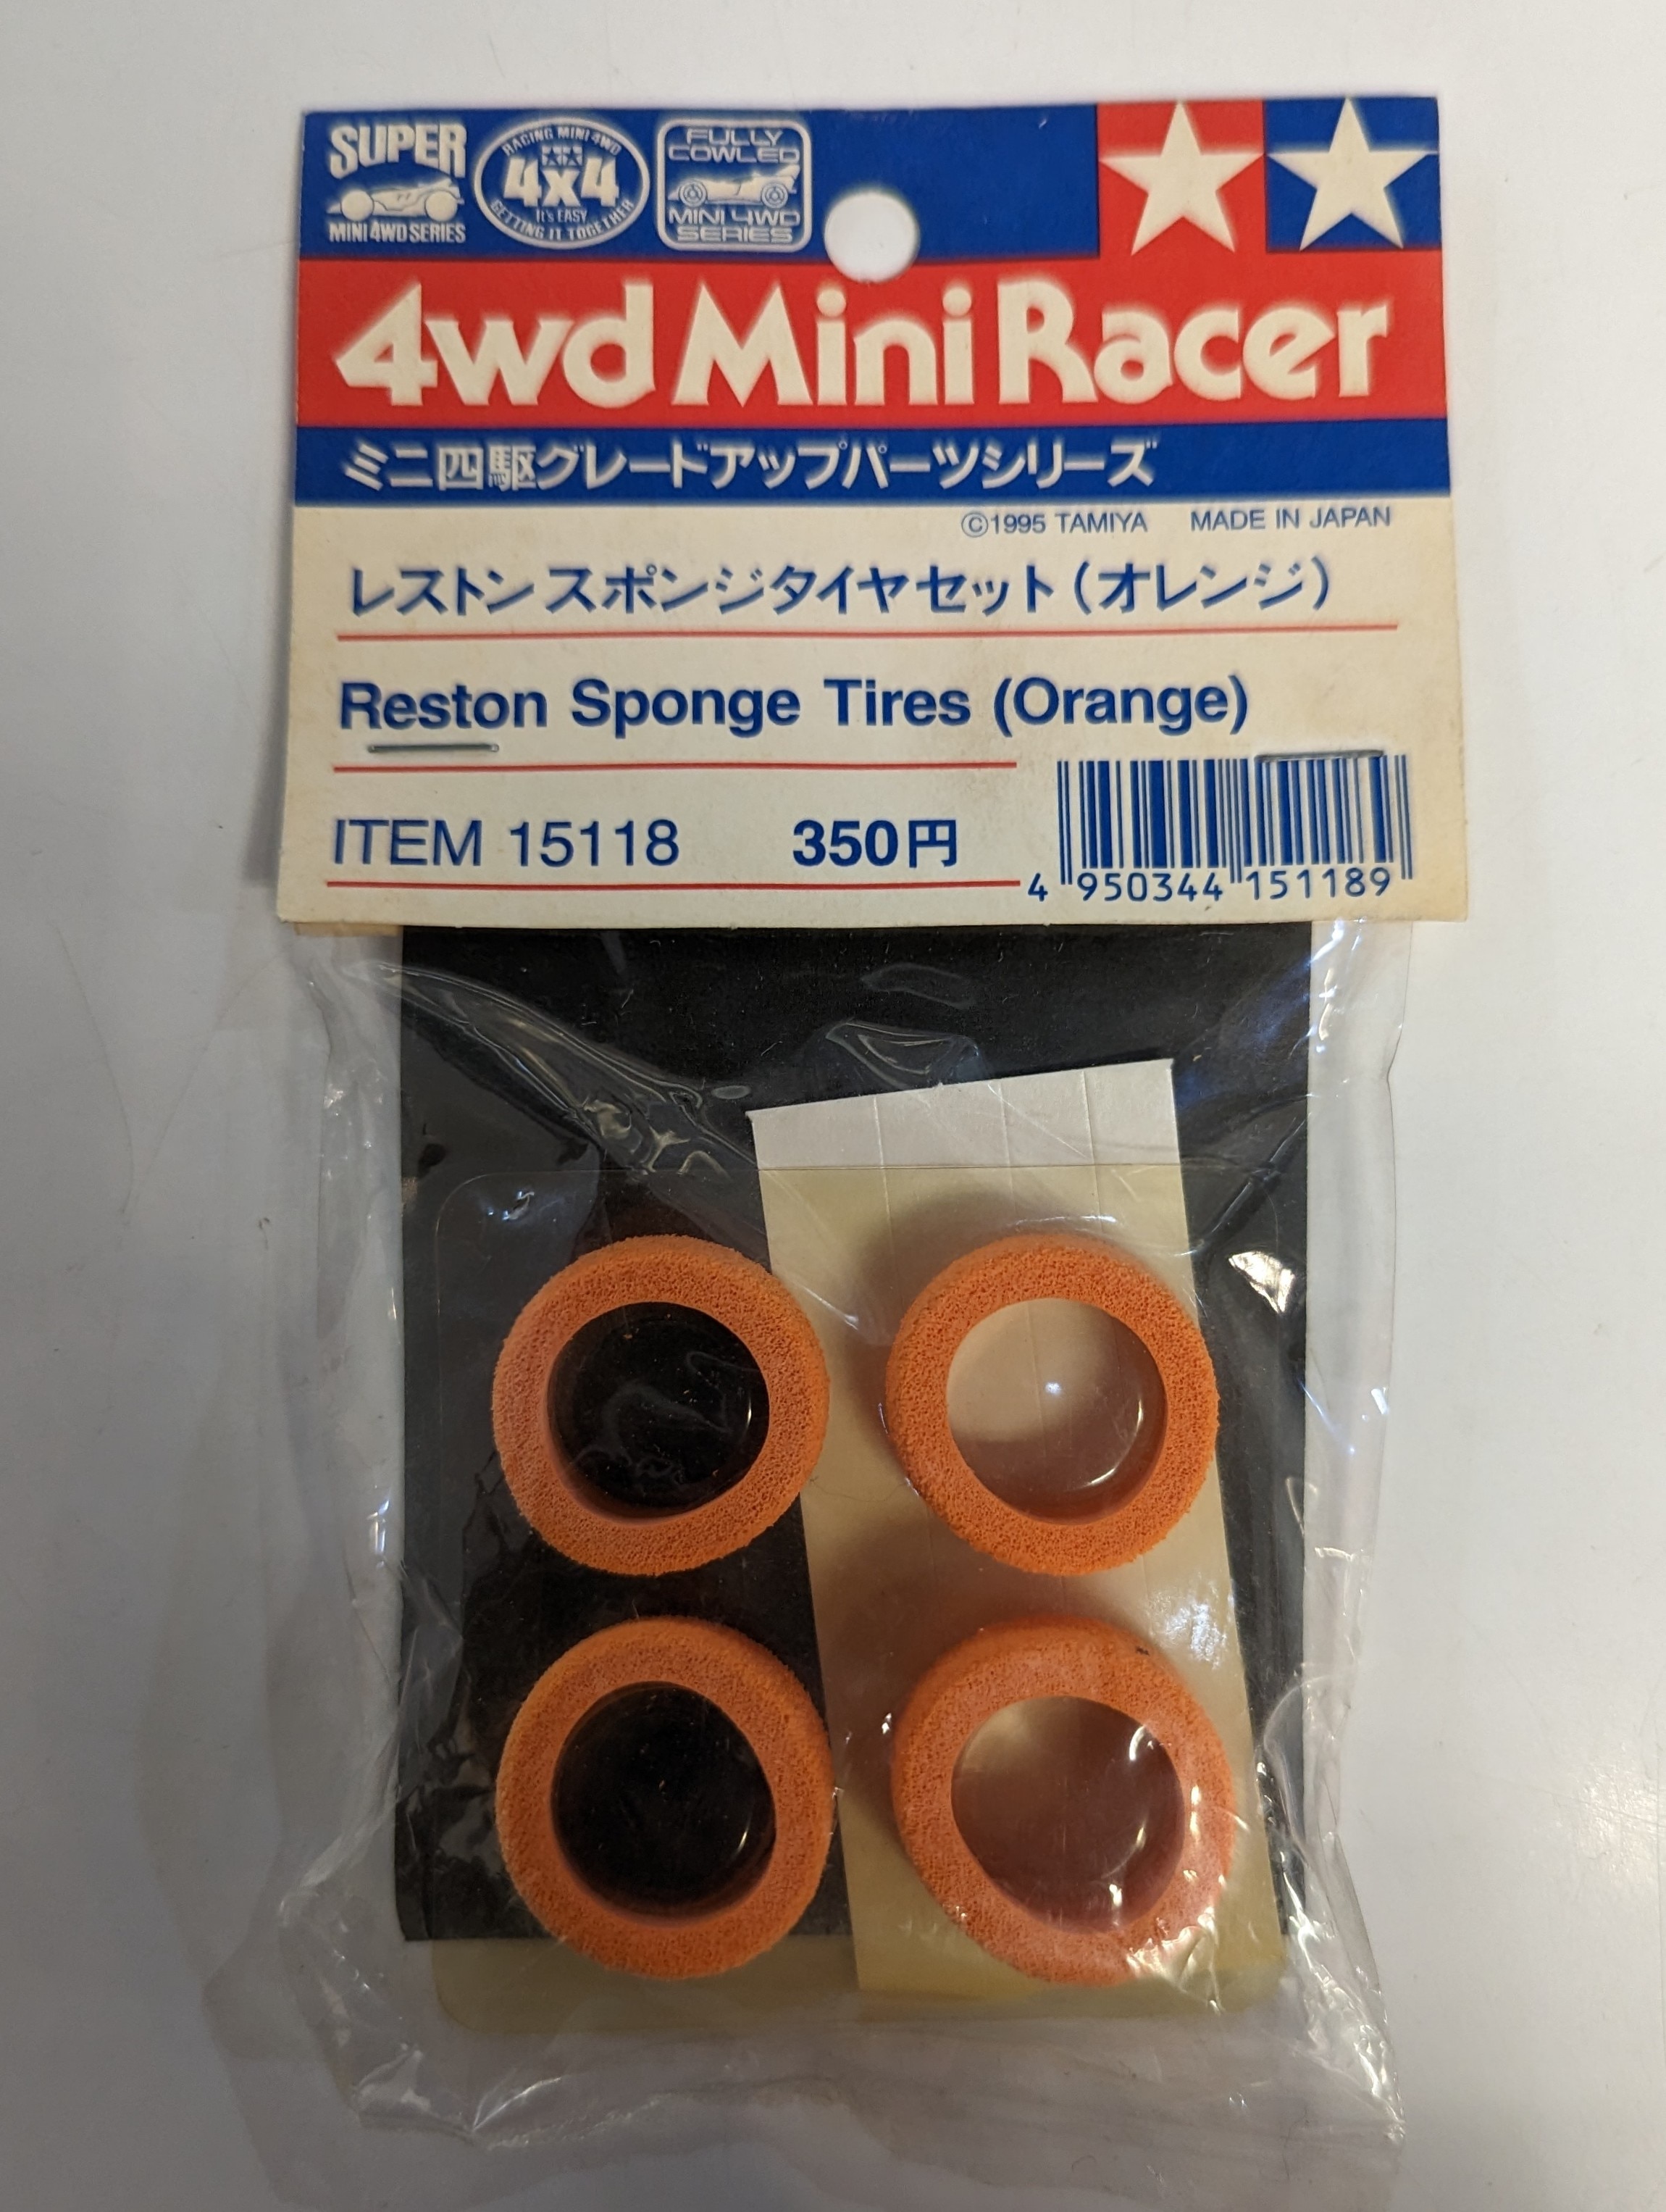 SUPER
MINI 4WD SERIES
RACING MINI 4WD
4x4
It's EASY
GETTING IT TOGETHER
FULLY
COWLED
MINI 4WD
SERIES
4wd Mini Racer
ミニ四駆グレードアップパーツシリーズ
©1995 TAMIYA MADE IN JAPAN
レストンスポンジタイヤセット(オレンジ)
Reston Sponge Tires (Orange)
ITEM 15118 350円
4 950344 151189